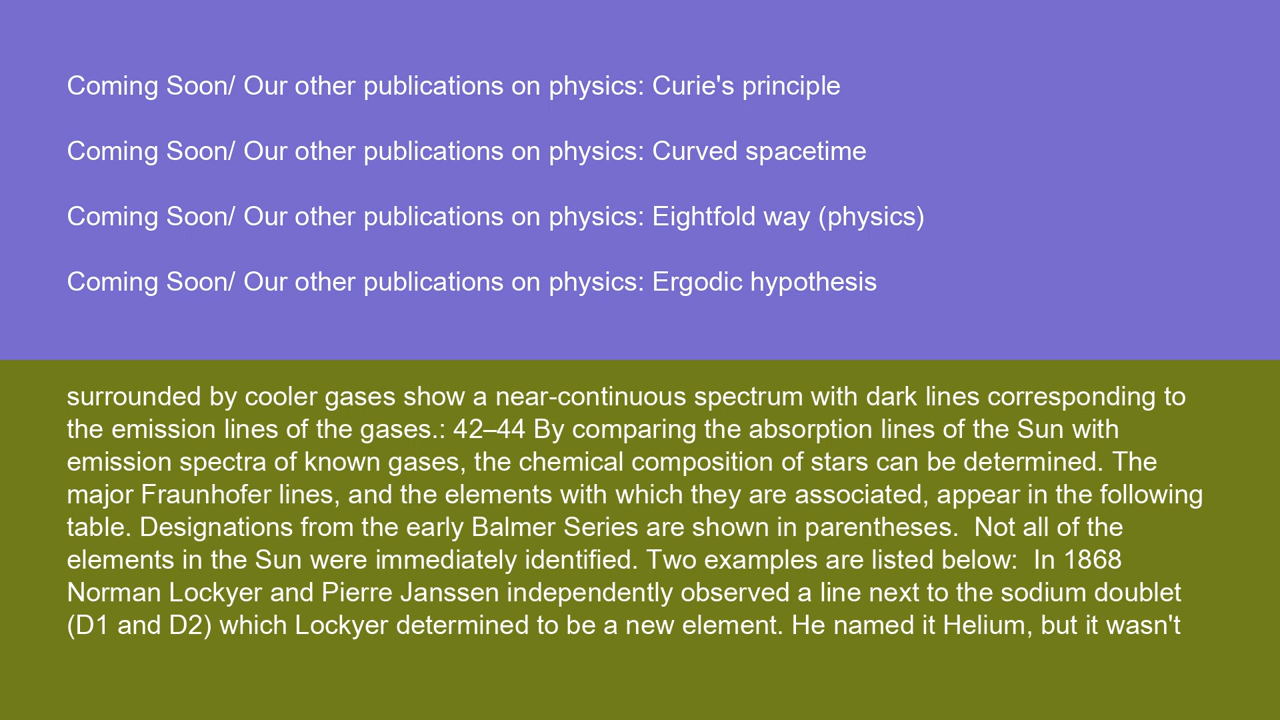 Coming Soon/ Our other publications on physics: Curie's principle
Coming Soon/ Our other publications on physics: Curved spacetime
Coming Soon/ Our other publications on physics: Eightfold way (physics)
Coming Soon/ Our other publications on physics: Ergodic hypothesis
surrounded by cooler gases show a near-continuous spectrum with dark lines corresponding to
the emission lines of the gases.: 42–44 By comparing the absorption lines of the Sun with
emission spectra of known gases, the chemical composition of stars can be determined. The
major Fraunhofer lines, and the elements with which they are associated, appear in the following
table. Designations from the early Balmer Series are shown in parentheses.  Not all of the
elements in the Sun were immediately identified. Two examples are listed below:  In 1868
Norman Lockyer and Pierre Janssen independently observed a line next to the sodium doublet
(D1 and D2) which Lockyer determined to be a new element. He named it Helium, but it wasn't